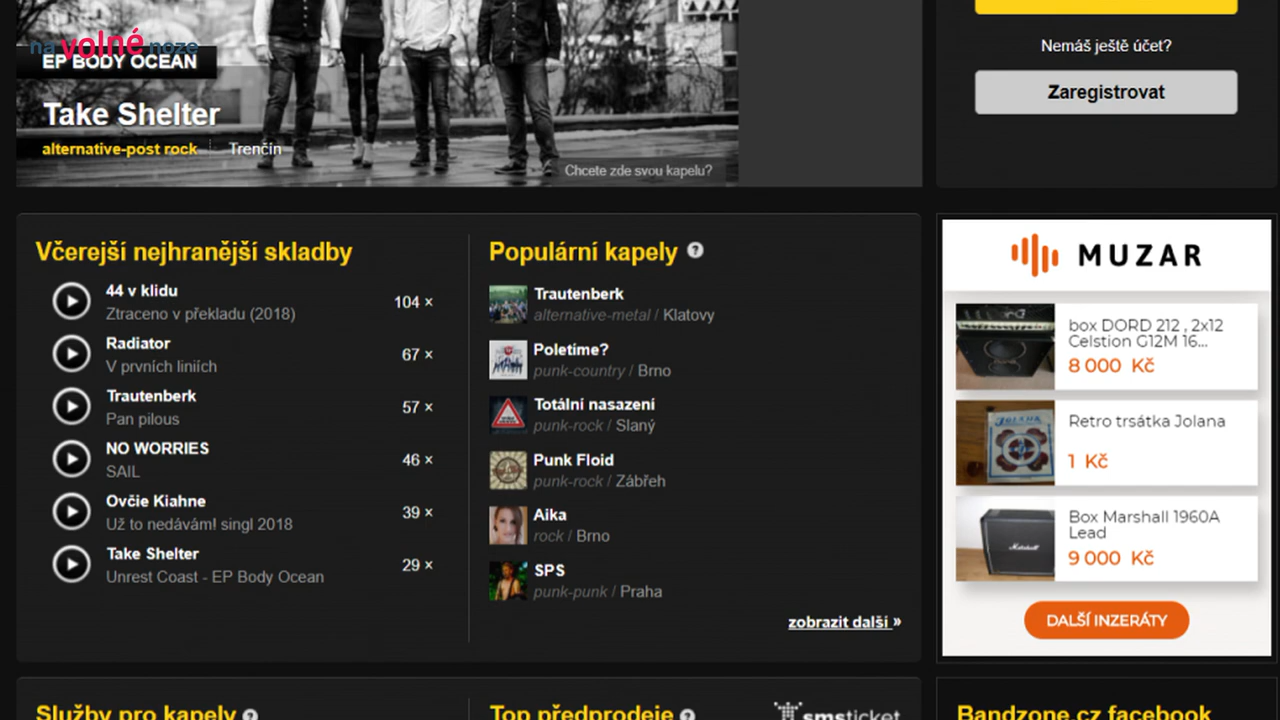 na volné noze
EP BODY OCEAN
Take Shelter
alternative-post rock
Trenčín
Chcete zde svou kapelu?
Nemáš ještě účet?
Zaregistrovat
Včerejší nejhranější skladby
44 v klidu
Ztraceno v překladu (2018)
104 ×
Radiator
V prvních liniích
67 ×
Trautenberk
Pan pilous
57 ×
NO WORRIES
SAIL
46 ×
Ovčie Kiahne
Už to nedávám! singl 2018
39 ×
Take Shelter
Unrest Coast - EP Body Ocean
29 ×
Populární kapely ?
Trautenberk
alternative-metal / Klatovy
Poletíme?
punk-country / Brno
Totální nasazení
punk-rock / Slaný
Punk Floid
punk-rock / Zábřeh
Aika
rock / Brno
SPS
punk-punk / Praha
zobrazit další »
MUZAR
box DORD 212 , 2x12
Celstion G12M 16...
8 000 Kč
Retro trsátka Jolana
1 Kč
Box Marshall 1960A
Lead
9 000 Kč
DALŠÍ INZERÁTY
Služby pro kapely ?
Top předprodeje ?
smsticket
Bandzone.cz facebook